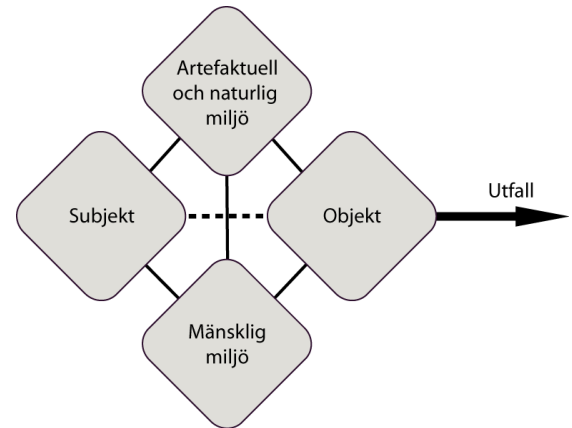 Artefaktuell
och naturlig
miljö
Subjekt
Objekt
Utfall
Mänsklig
miljö